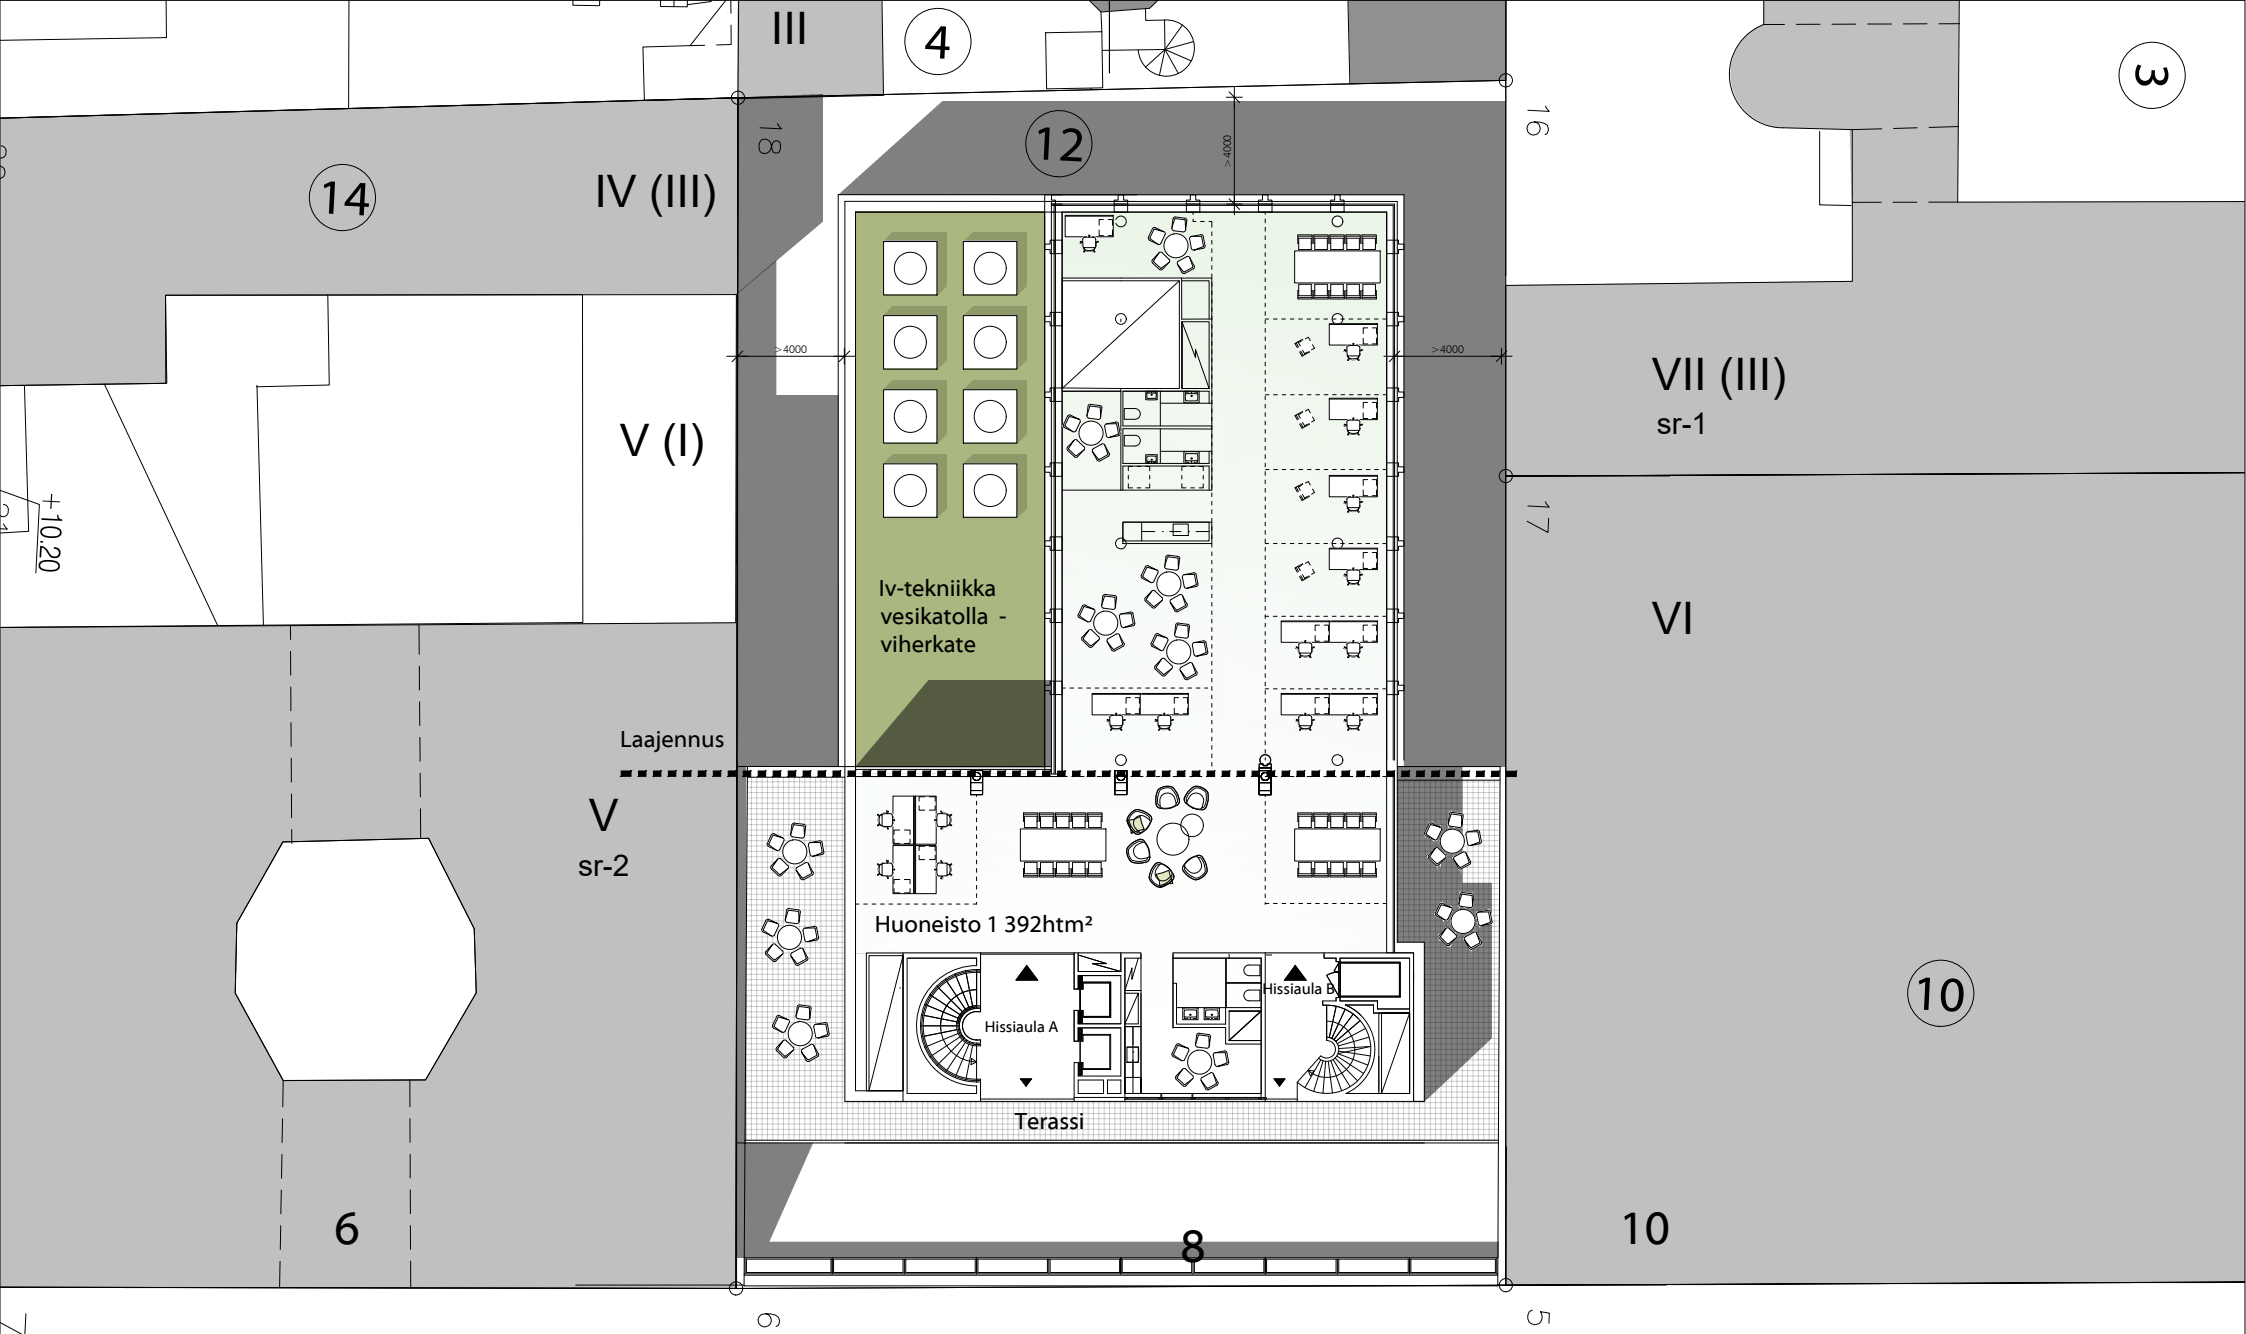 III
4
3
12
18
16
>4000
14
IV (III)
>4000
>4000
VII (III)
sr-1
V (I)
+10.20
17
Iv-tekniikka
vesikatolla -
viherkate
VI
Laajennus
V
sr-2
Huoneisto 1 392htm²
Hissiaula A
Hissiaula B
10
Terassi
6
8
10
6
5